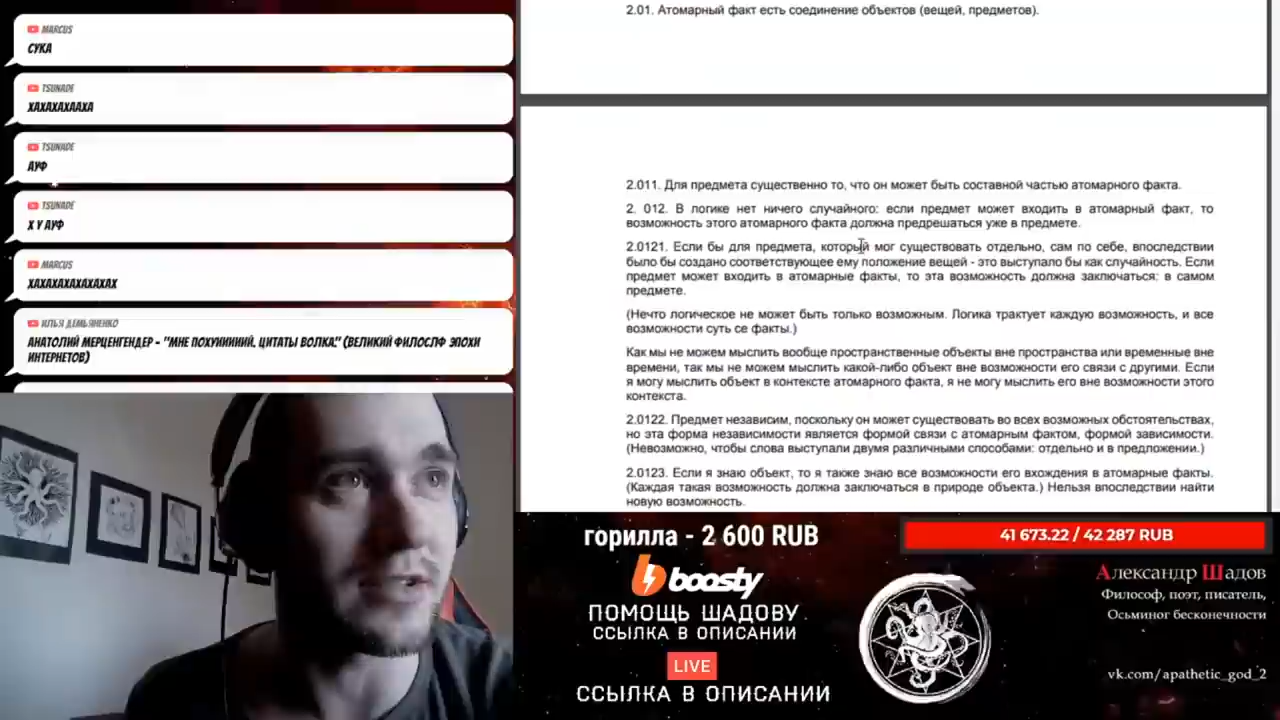 MARCUS
СУКА
TSUNADE
ХАХАХАХААХА
TSUNADE
АУФ
TSUNADE
Х У АУФ
MARCUS
ХАХАХАХАХАХАХАХ
ИЛЬЯ ДЕМЬЯНЕНКО
АНАТОЛИЙ МЕРЦЕНГЕНДЕР - "МНЕ ПОХУИИИИИЙ. ЦИТАТЫ ВОЛКА." (ВЕЛИКИЙ ФИЛОСЛФ ЭПОХИ
ИНТЕРНЕТОВ)
2.01. Атомарный факт есть соединение объектов (вещей, предметов).
2.011. Для предмета существенно то, что он может быть составной частью атомарного факта.
2. 012. В логике нет ничего случайного: если предмет может входить в атомарный факт, то
возможность этого атомарного факта должна предрешаться уже в предмете.
2.0121. Если бы для предмета, который мог существовать отдельно, сам по себе, впоследствии
было бы создано соответствующее ему положение вещей - это выступало бы как случайность. Если
предмет может входить в атомарные факты, то эта возможность должна заключаться: в самом
предмете.
(Нечто логическое не может быть только возможным. Логика трактует каждую возможность, и все
возможности суть се факты.)
Как мы не можем мыслить вообще пространственные объекты вне пространства или временные вне
времени, так мы не можем мыслить какой-либо объект вне возможности его связи с другими. Если
я могу мыслить объект в контексте атомарного факта, я не могу мыслить его вне возможности этого
контекста.
2.0122. Предмет независим, поскольку он может существовать во всех возможных обстоятельствах,
но эта форма независимости является формой связи с атомарным фактом, формой зависимости.
(Невозможно, чтобы слова выступали двумя различными способами: отдельно и в предложении.)
2.0123. Если я знаю объект, то я также знаю все возможности его вхождения в атомарные факты.
(Каждая такая возможность должна заключаться в природе объекта.) Нельзя впоследствии найти
новую возможность.
горилла - 2 600 RUB
boosty
ПОМОЩЬ ШАДОВУ
ССЫЛКА В ОПИСАНИИ
LIVE
ССЫЛКА В ОПИСАНИИ
41 673.22 / 42 287 RUB
Александр Шадов
Философ, поэт, писатель,
Осьминог бесконечности
vk.com/apathetic_god_2